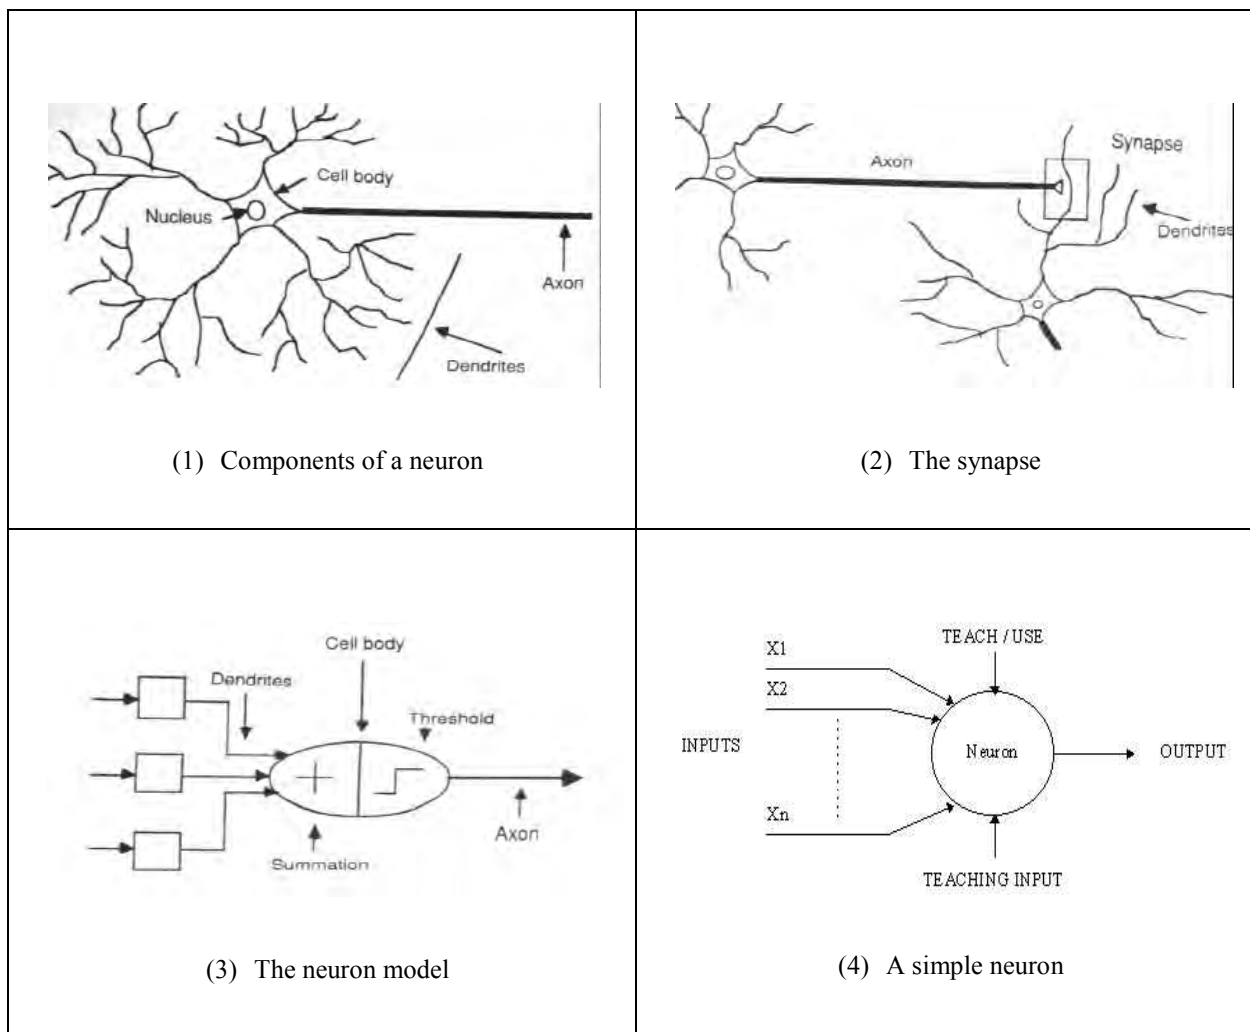 Cell body
Nucleus
Axon
Dendrites
(1) Components of a neuron
Synapse
Axon
Dendrites
(2) The synapse
Cell body
Dendrites
Threshold
Axon
Summation
(3) The neuron model
TEACH / USE
X1
X2
INPUTS
Neuron
OUTPUT
Xn
TEACHING INPUT
(4) A simple neuron